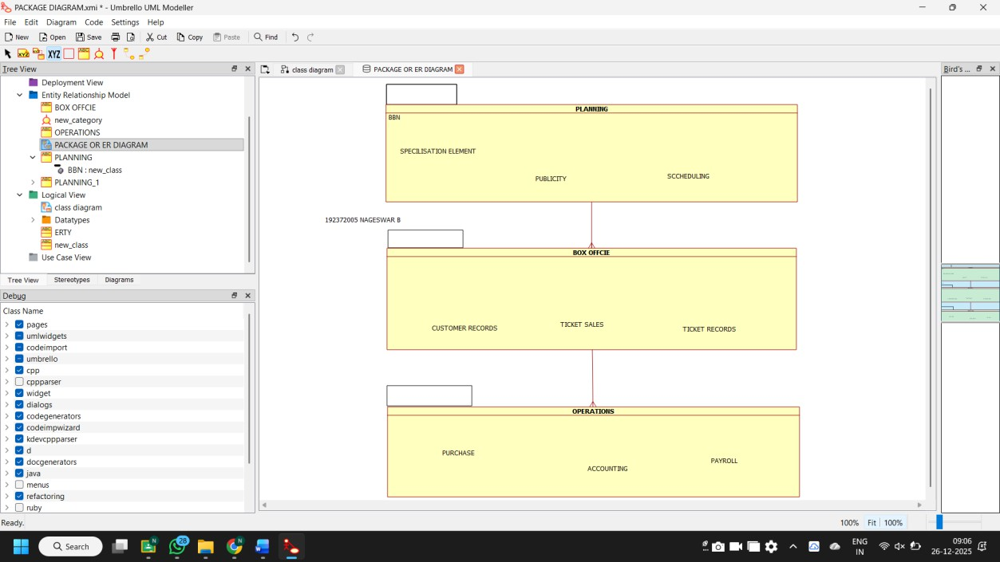 PACKAGE DIAGRAM.xmi * - Umbrello UML Modeller
File Edit Diagram Code Settings Help
New Open Save Cut Copy Paste Find
XYZ XYZ ABC
Tree View
Deployment View
Entity Relationship Model
BOX OFFCIE
new_category
OPERATIONS
PACKAGE OR ER DIAGRAM
PLANNING
BBN : new_class
PLANNING_1
Logical View
class diagram
Datatypes
ERTY
new_class
Use Case View
Tree View Stereotypes Diagrams
Debug
Class Name
pages
umlwidgets
codeimport
umbrello
cpp
cppparser
widget
dialogs
codegenerators
codeimpwizard
kdevcppparser
d
docgenerators
java
menus
refactoring
ruby
class diagram PACKAGE OR ER DIAGRAM
PLANNING
BBN
SPECILISATION ELEMENT
PUBLICITY
SCCHEDULING
192372005 NAGESWAR B
BOX OFFCIE
CUSTOMER RECORDS
TICKET SALES
TICKET RECORDS
OPERATIONS
PURCHASE
ACCOUNTING
PAYROLL
Bird's ...
Ready.
100% Fit 100%
Search
N
28
N
ENG
IN
09:06
26-12-2025